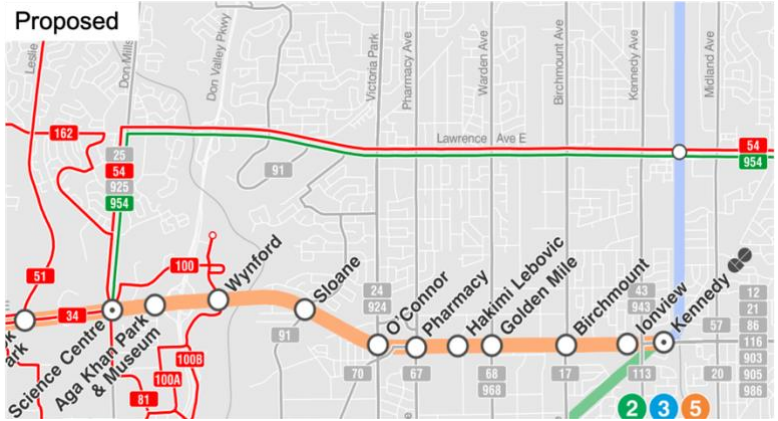 Proposed
Leslie
Don Mills
Don Valley Pkwy
Victoria Park
Pharmacy Ave
Warden Ave
Birchmount Ave
Kennedy Ave
Midland Ave
162
25
54
925
954
91
Lawrence Ave E
54
954
51
34
100
100B
100A
81
ark
Science Centre
Aga Khan Park
& Museum
Wynford
Sloane
O'Connor
Pharmacy
Hakimi Lebovic
Golden Mile
Birchmount
Ionview
Kennedy
24
924
91
70
67
68
968
17
43
943
113
57
20
12
21
86
116
903
905
986
2
3
5